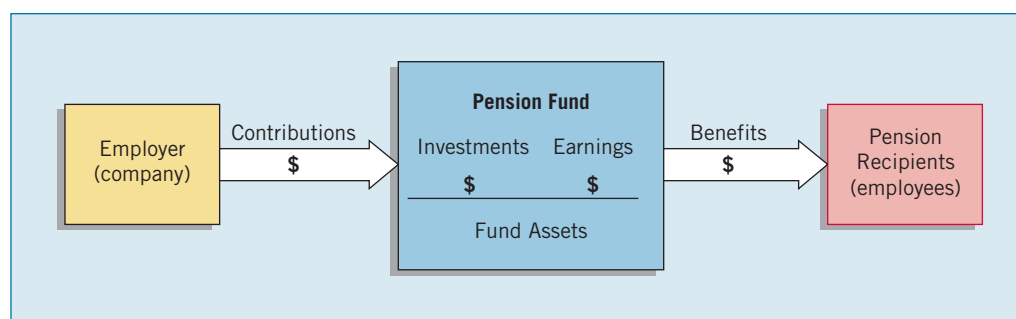 Employer
(company)
Contributions
$
Pension Fund
Investments Earnings
$ $
Fund Assets
Benefits
$
Pension
Recipients
(employees)